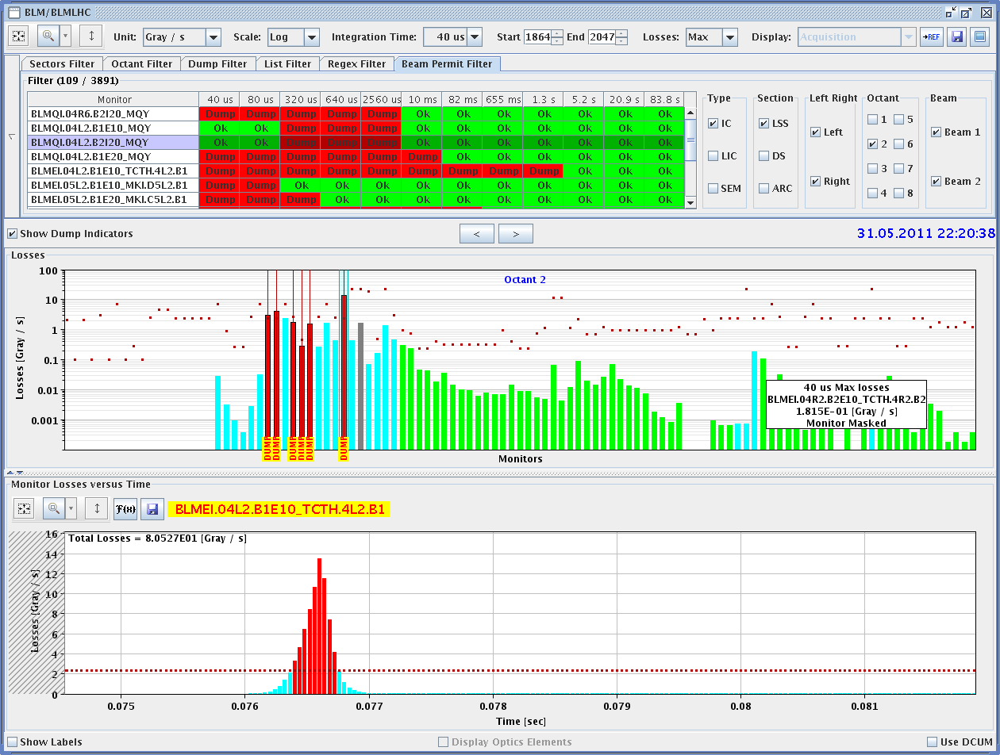 BLM/BLMLHC
Unit: Gray / s Scale: Log Integration Time: 40 us Start 1864 End 2047 Losses: Max Display: Acquisition →REF
Sectors Filter Octant Filter Dump Filter List Filter Regex Filter Beam Permit Filter
Filter (109 / 3891)
Monitor 40 us 80 us 320 us 640 us 2560 us 10 ms 82 ms 655 ms 1.3 s 5.2 s 20.9 s 83.8 s
BLMQI.04R6.B2I20_MQY Dump Dump Dump Dump Dump Ok Ok Ok Ok Ok Ok Ok
BLMQI.04L2.B1E10_MQY Ok Ok Dump Dump Dump Ok Ok Ok Ok Ok Ok Ok
BLMQI.04L2.B2I20_MQY Ok Ok Dump Dump Dump Ok Ok Ok Ok Ok Ok Ok
BLMQI.04L2.B1E20_MQY Dump Dump Dump Dump Dump Dump Ok Ok Ok Ok Ok Ok
BLMEI.04L2.B1E10_TCTH.4L2.B1 Dump Dump Dump Dump Dump Dump Dump Dump Dump Ok Ok Ok
BLMEI.05L2.B1E10_MKI.D5L2.B1 Dump Dump Ok Ok Ok Ok Ok Ok Ok Ok Ok Ok
BLMEI.05L2.B1E20_MKI.C5L2.B1 Dump Dump Dump Ok Ok Ok Ok Ok Ok Ok Ok Ok
Type
IC
LIC
SEM
Section
LSS
DS
ARC
Left Right
Left
Right
Octant
1 5
2 6
3 7
4 8
Beam
Beam 1
Beam 2
Show Dump Indicators < > 31.05.2011 22:20:38
Losses
Losses [Gray / s]
100
10
1
0.1
0.01
0.001
Octant 2
40 us Max losses
BLMEI.04R2.B2E10_TCTH.4R2.B2
1.815E-01 [Gray / s]
Monitor Masked
DUMP DUMP DUMP DUMP DUMP DUMP
Monitors
Monitor Losses versus Time
F(x) BLMEI.04L2.B1E10_TCTH.4L2.B1
Total Losses = 8.0527E01 [Gray / s]
Losses [Gray / s]
16
14
12
10
8
6
4
2
0
0.075 0.076 0.077 0.078 0.079 0.08 0.081
Time [sec]
Show Labels Display Optics Elements Use DCUM